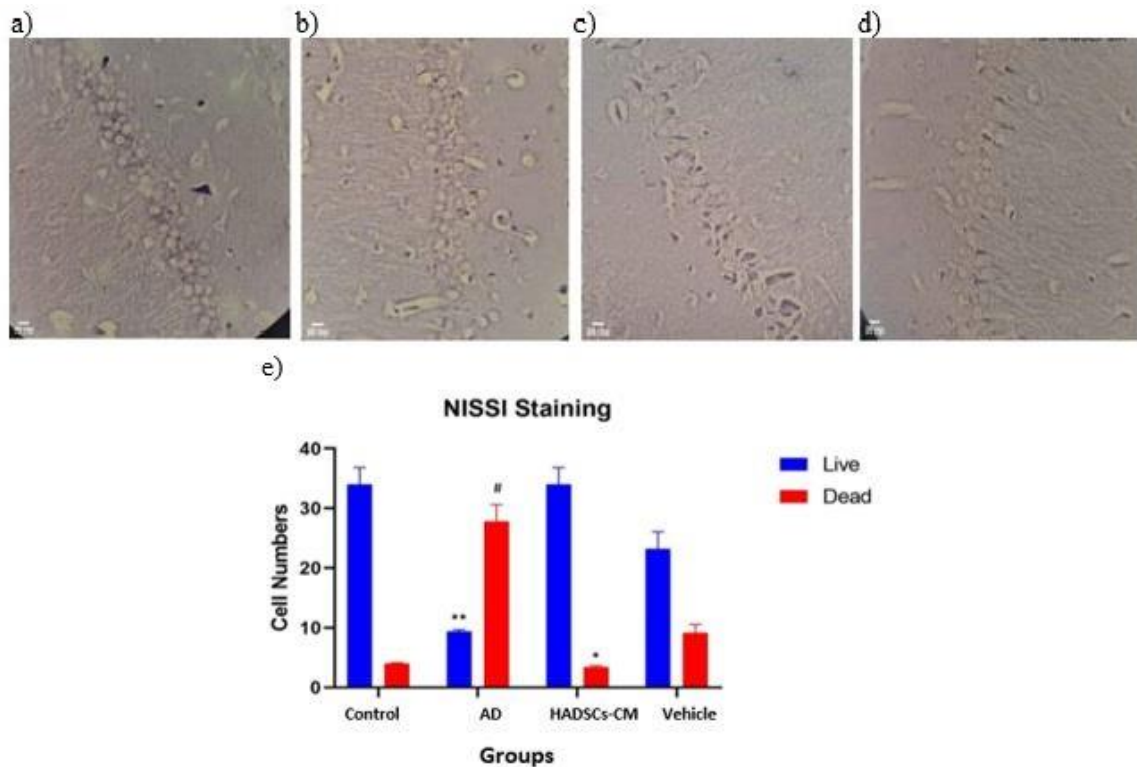 a) b) c) d)
e)
NISSI Staining
40
30
20
10
0
Cell Numbers
**
#
*
Live
Dead
Control AD HADSCs-CM Vehicle
Groups